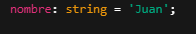 nombre: string = 'Juan';